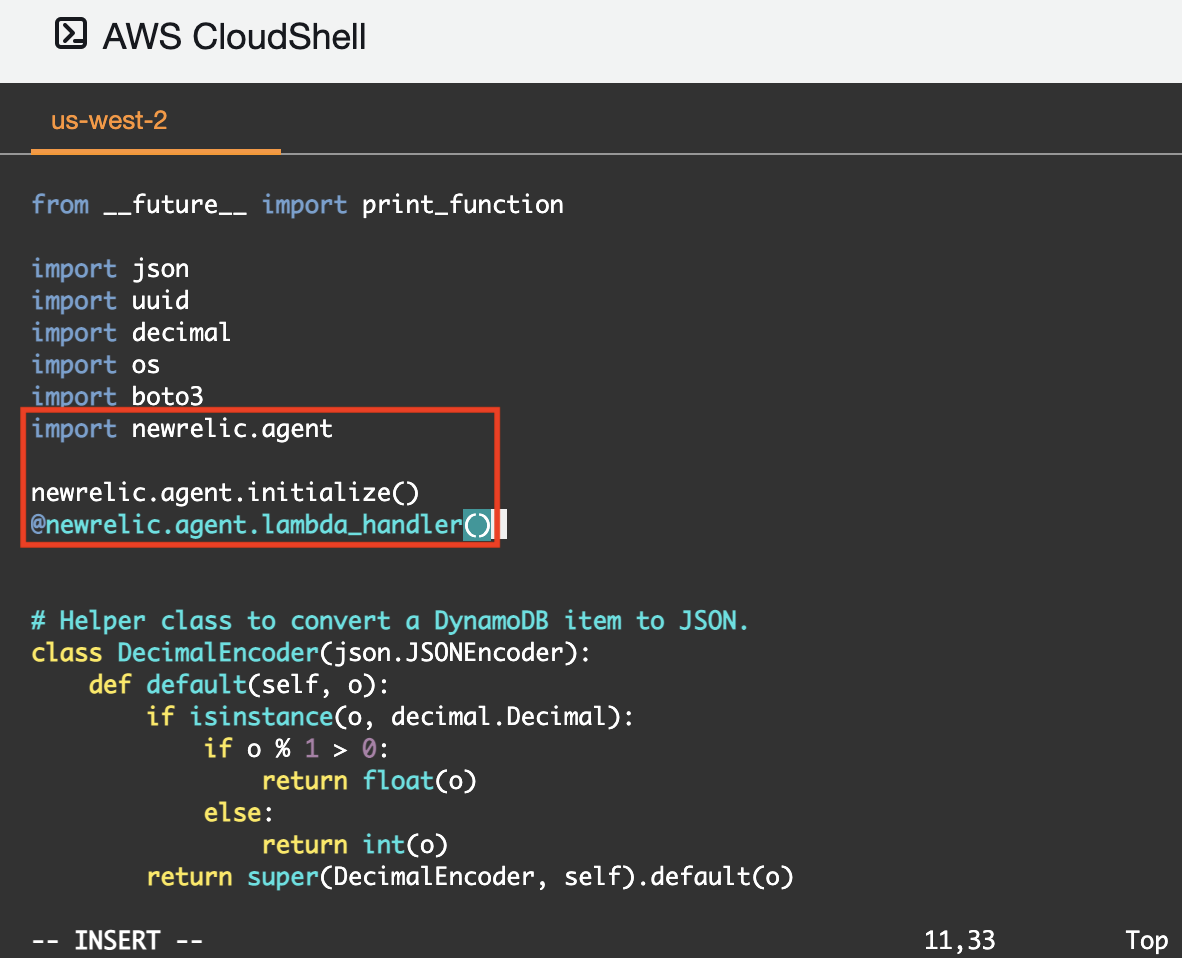 AWS CloudShell
us-west-2
from __future__ import print_function
import json
import uuid
import decimal
import os
import boto3
import newrelic.agent
newrelic.agent.initialize()
@newrelic.agent.lambda_handler()
# Helper class to convert a DynamoDB item to JSON.
class DecimalEncoder(json.JSONEncoder):
    def default(self, o):
        if isinstance(o, decimal.Decimal):
            if o % 1 > 0:
                return float(o)
            else:
                return int(o)
        return super(DecimalEncoder, self).default(o)
-- INSERT -- 11,33 Top